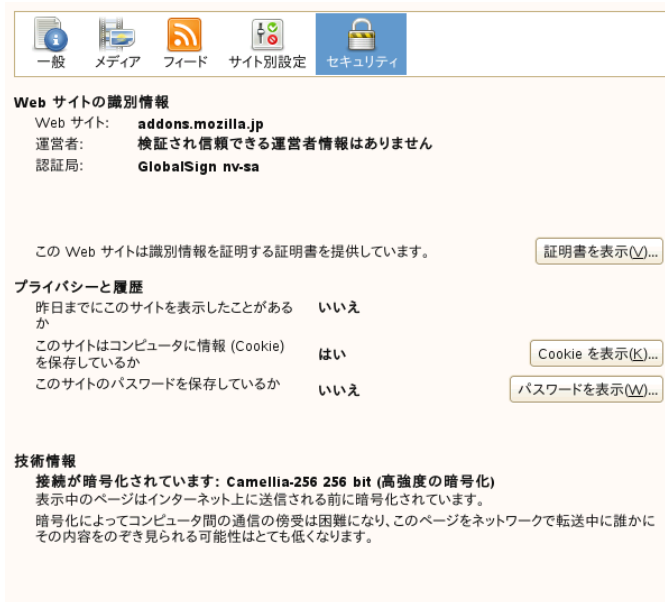 一般 メディア フィード サイト別設定 セキュリティ
Web サイトの識別情報
Web サイト: addons.mozilla.jp
運営者: 検証され信頼できる運営者情報はありません
認証局: GlobalSign nv-sa
この Web サイトは識別情報を証明する証明書を提供しています。 証明書を表示(V)...
プライバシーと履歴
昨日までにこのサイトを表示したことがある
か
いいえ
このサイトはコンピュータに情報 (Cookie)
を保存しているか
はい Cookie を表示(K)...
このサイトのパスワードを保存しているか いいえ パスワードを表示(W)...
技術情報
接続が暗号化されています: Camellia-256 256 bit (高強度の暗号化)
表示中のページはインターネット上に送信される前に暗号化されています。
暗号化によってコンピュータ間の通信の傍受は困難になり、このページをネットワークで転送中に誰かに
その内容をのぞき見られる可能性はとても低くなります。